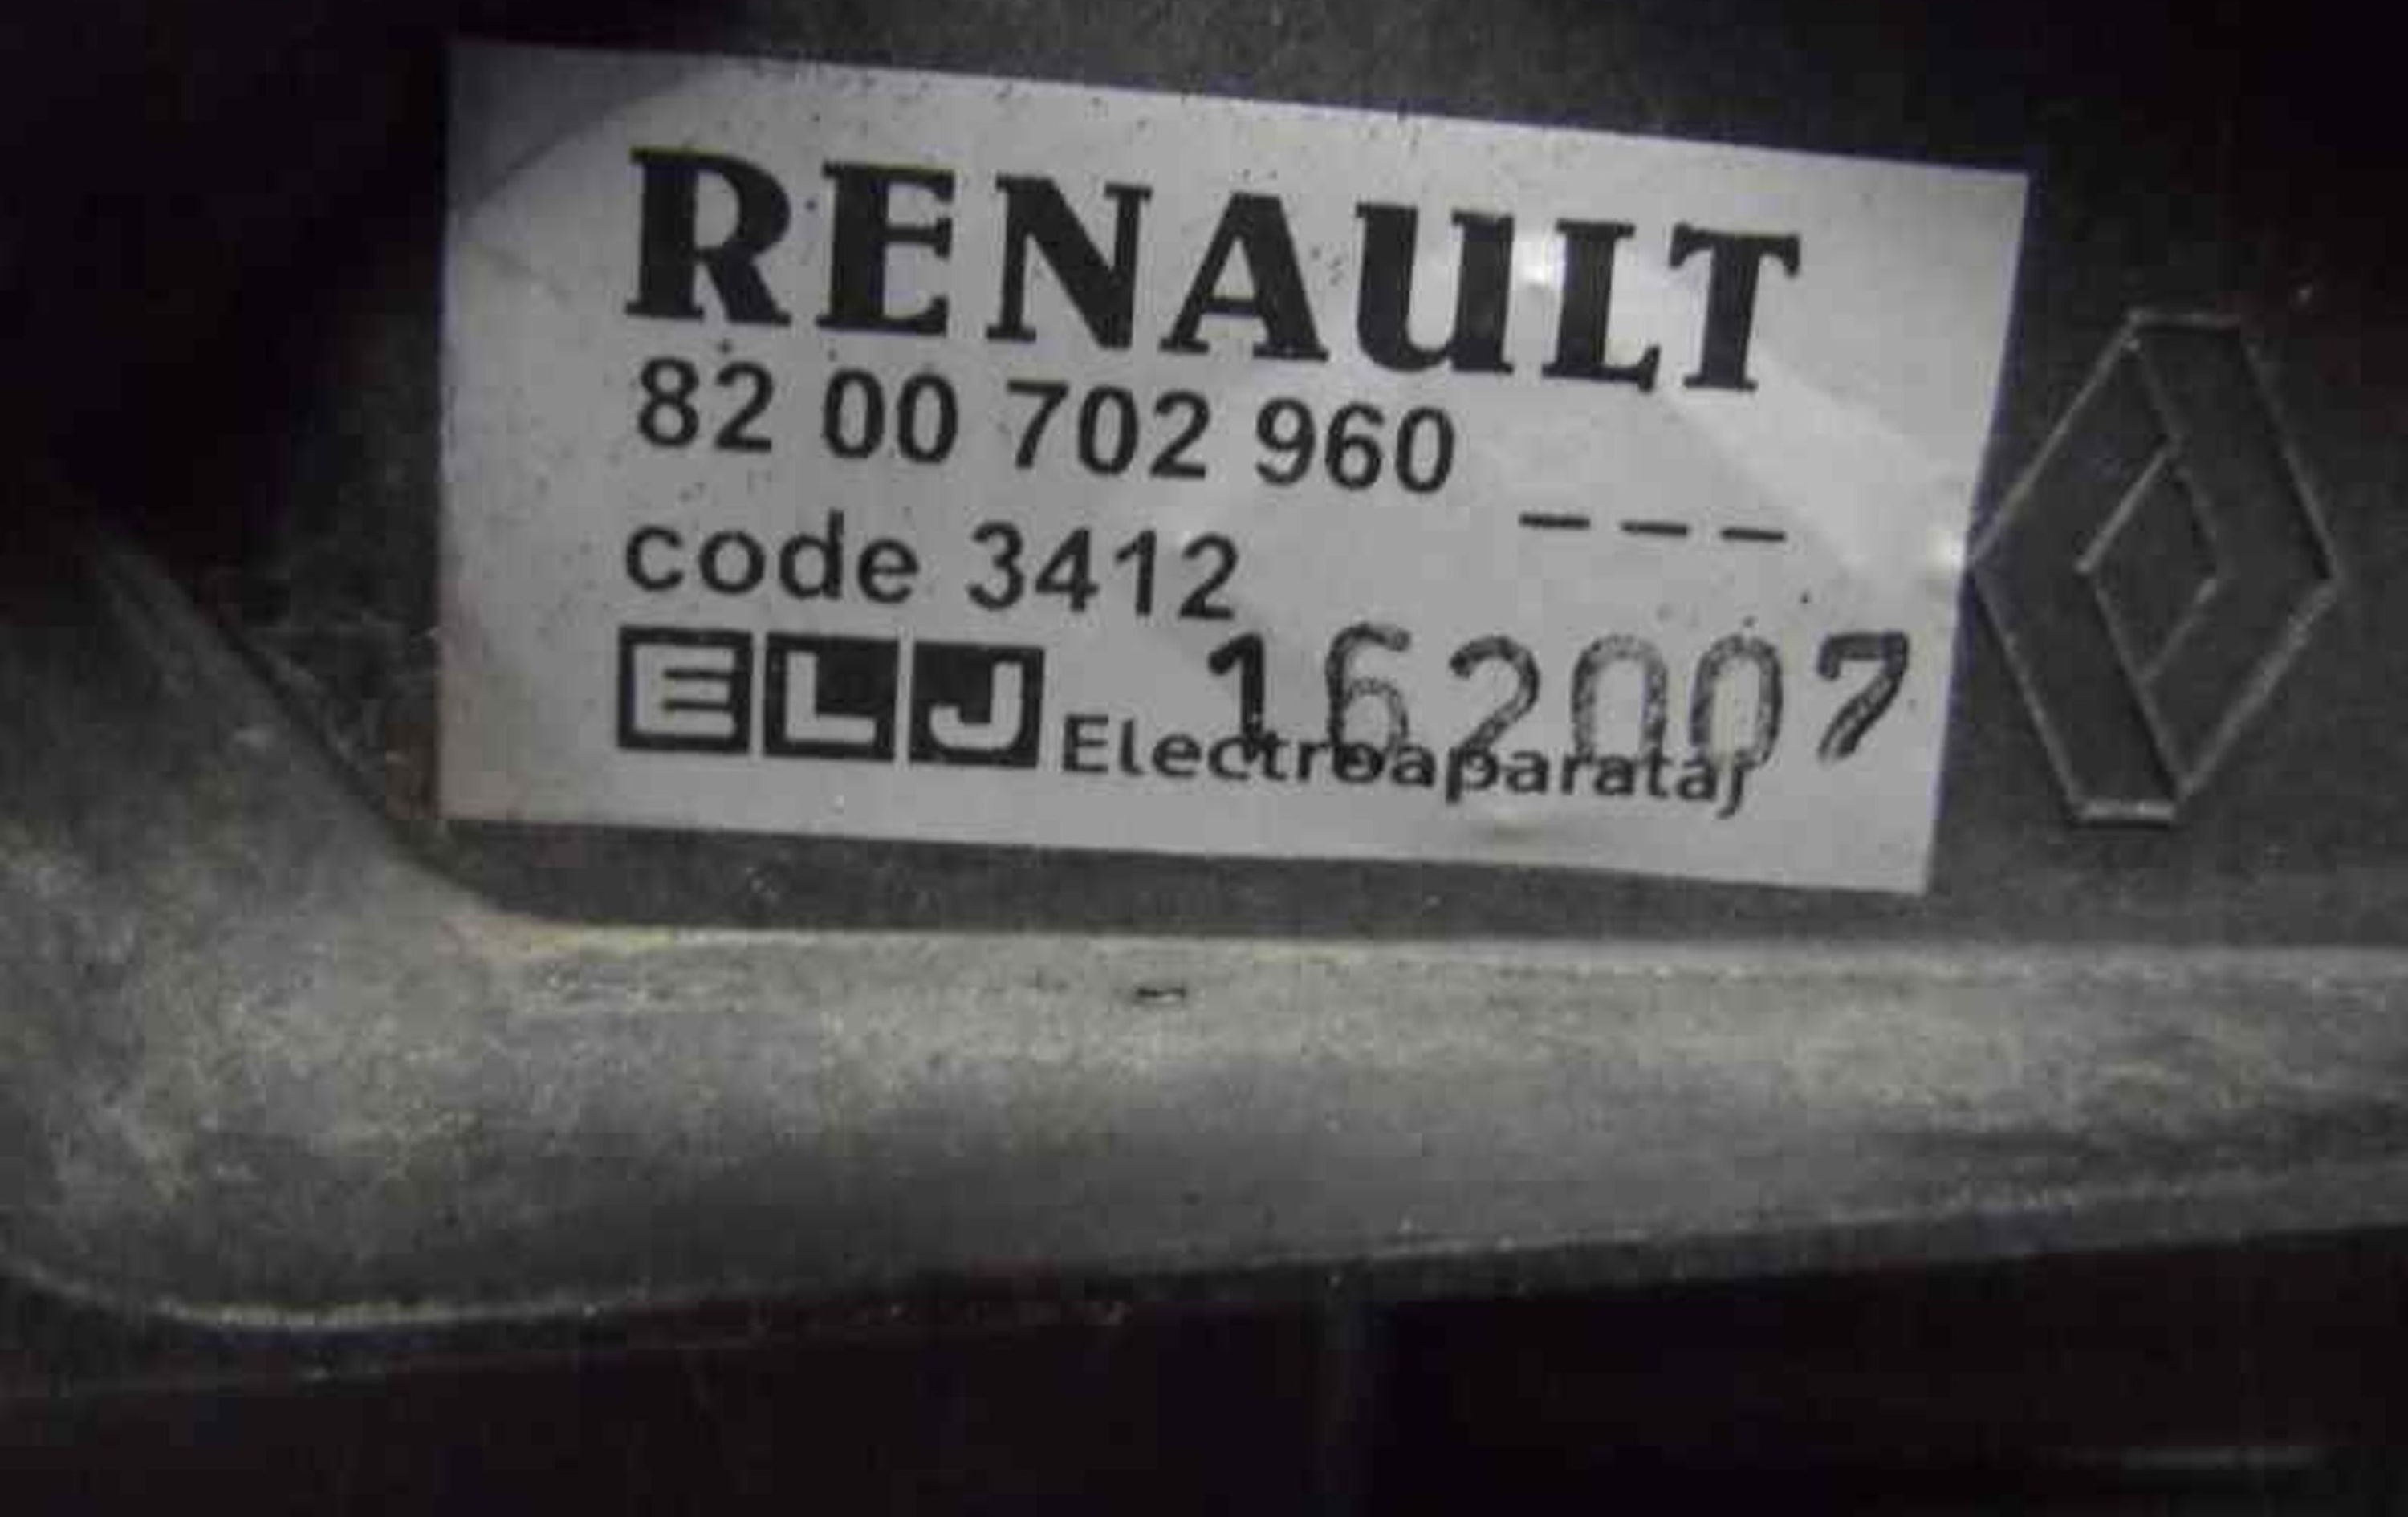 RENAULT
82 00 702 960
_ _ _
code 3412
162007
ELJ Electroaparataj